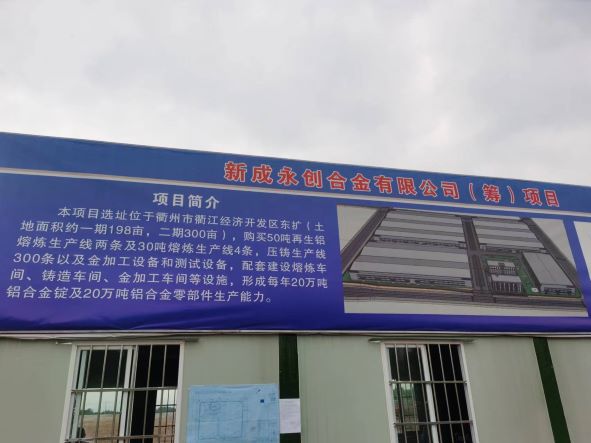 新成永创合金有限公司（筹）项目
项目简介
本项目选址位于衢州市衢江经济开发区东扩（土
地面积约一期198亩，二期300亩），购买50吨再生铝
熔炼生产线两条及30吨熔炼生产线4条，压铸生产线
300条以及金加工设备和测试设备，配套建设熔炼车
间、铸造车间、金加工车间等设施，形成每年20万吨
铝合金锭及20万吨铝合金零部件生产能力。